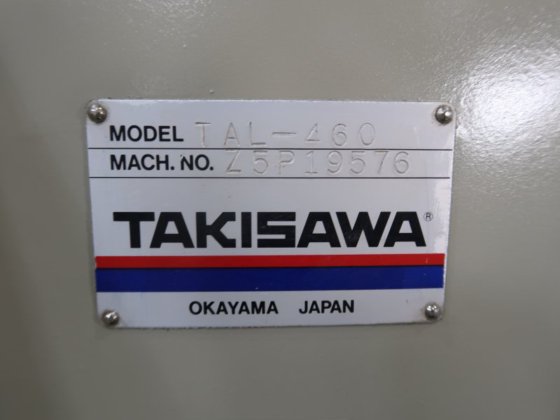 MODEL TAL-460
MACH. NO. Z5P19576
TAKISAWA®
OKAYAMA JAPAN